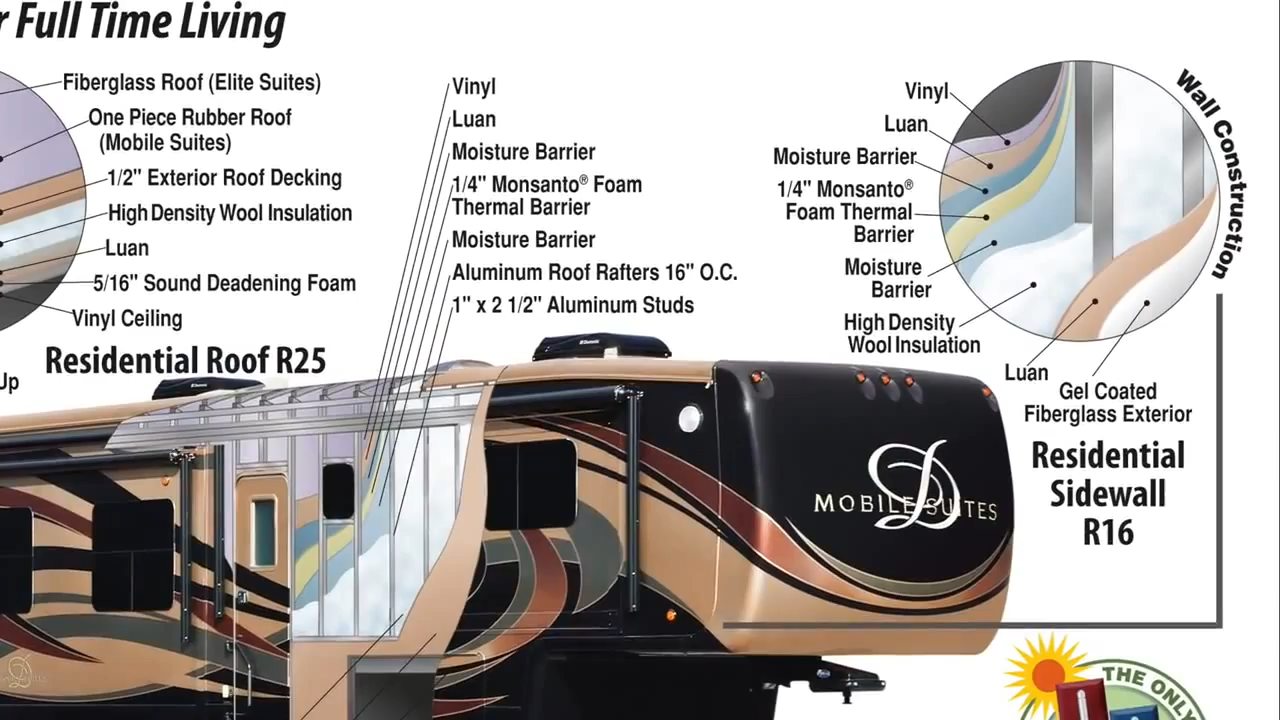 r Full Time Living
Fiberglass Roof (Elite Suites)
One Piece Rubber Roof
(Mobile Suites)
1/2" Exterior Roof Decking
High Density Wool Insulation
Luan
5/16" Sound Deadening Foam
Vinyl Ceiling
Residential Roof R25
Up
Vinyl
Luan
Moisture Barrier
1/4" Monsanto® Foam
Thermal Barrier
Moisture Barrier
Aluminum Roof Rafters 16" O.C.
1" x 2 1/2" Aluminum Studs
Vinyl
Luan
Moisture Barrier
1/4" Monsanto®
Foam Thermal
Barrier
Moisture
Barrier
High Density
Wool Insulation
Luan
Gel Coated
Fiberglass Exterior
Wall Construction
Residential
Sidewall
R16
D
MOBILE SUITES
THE ONLY